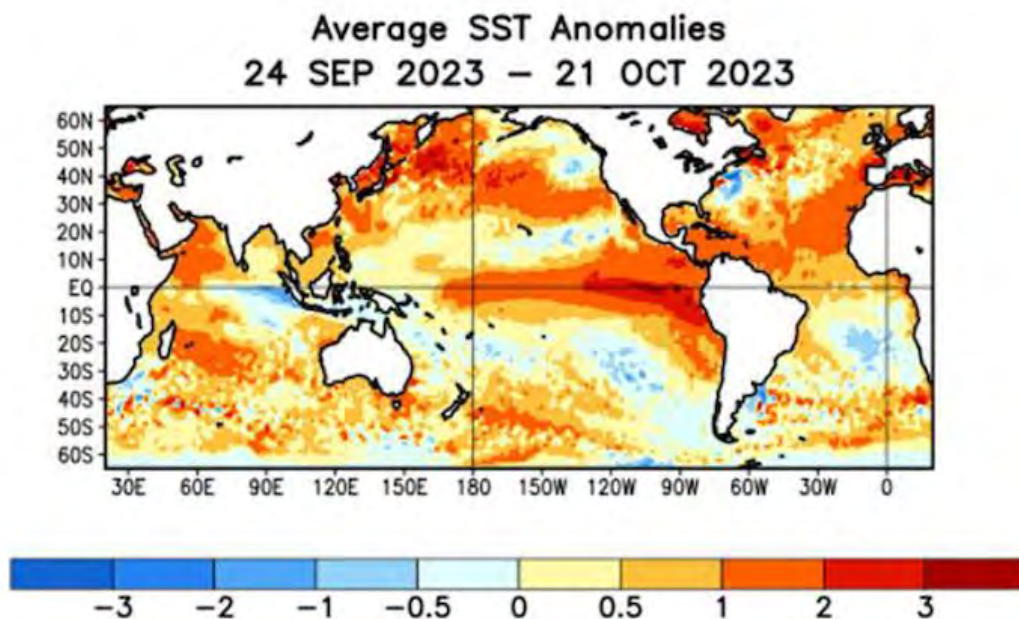 Average SST Anomalies
24 SEP 2023 – 21 OCT 2023
60N
50N
40N
30N
20N
10N
EQ
10S
20S
30S
40S
50S
60S
30E 60E 90E 120E 150E 180 150W 120W 90W 60W 30W 0
-3 -2 -1 -0.5 0 0.5 1 2 3